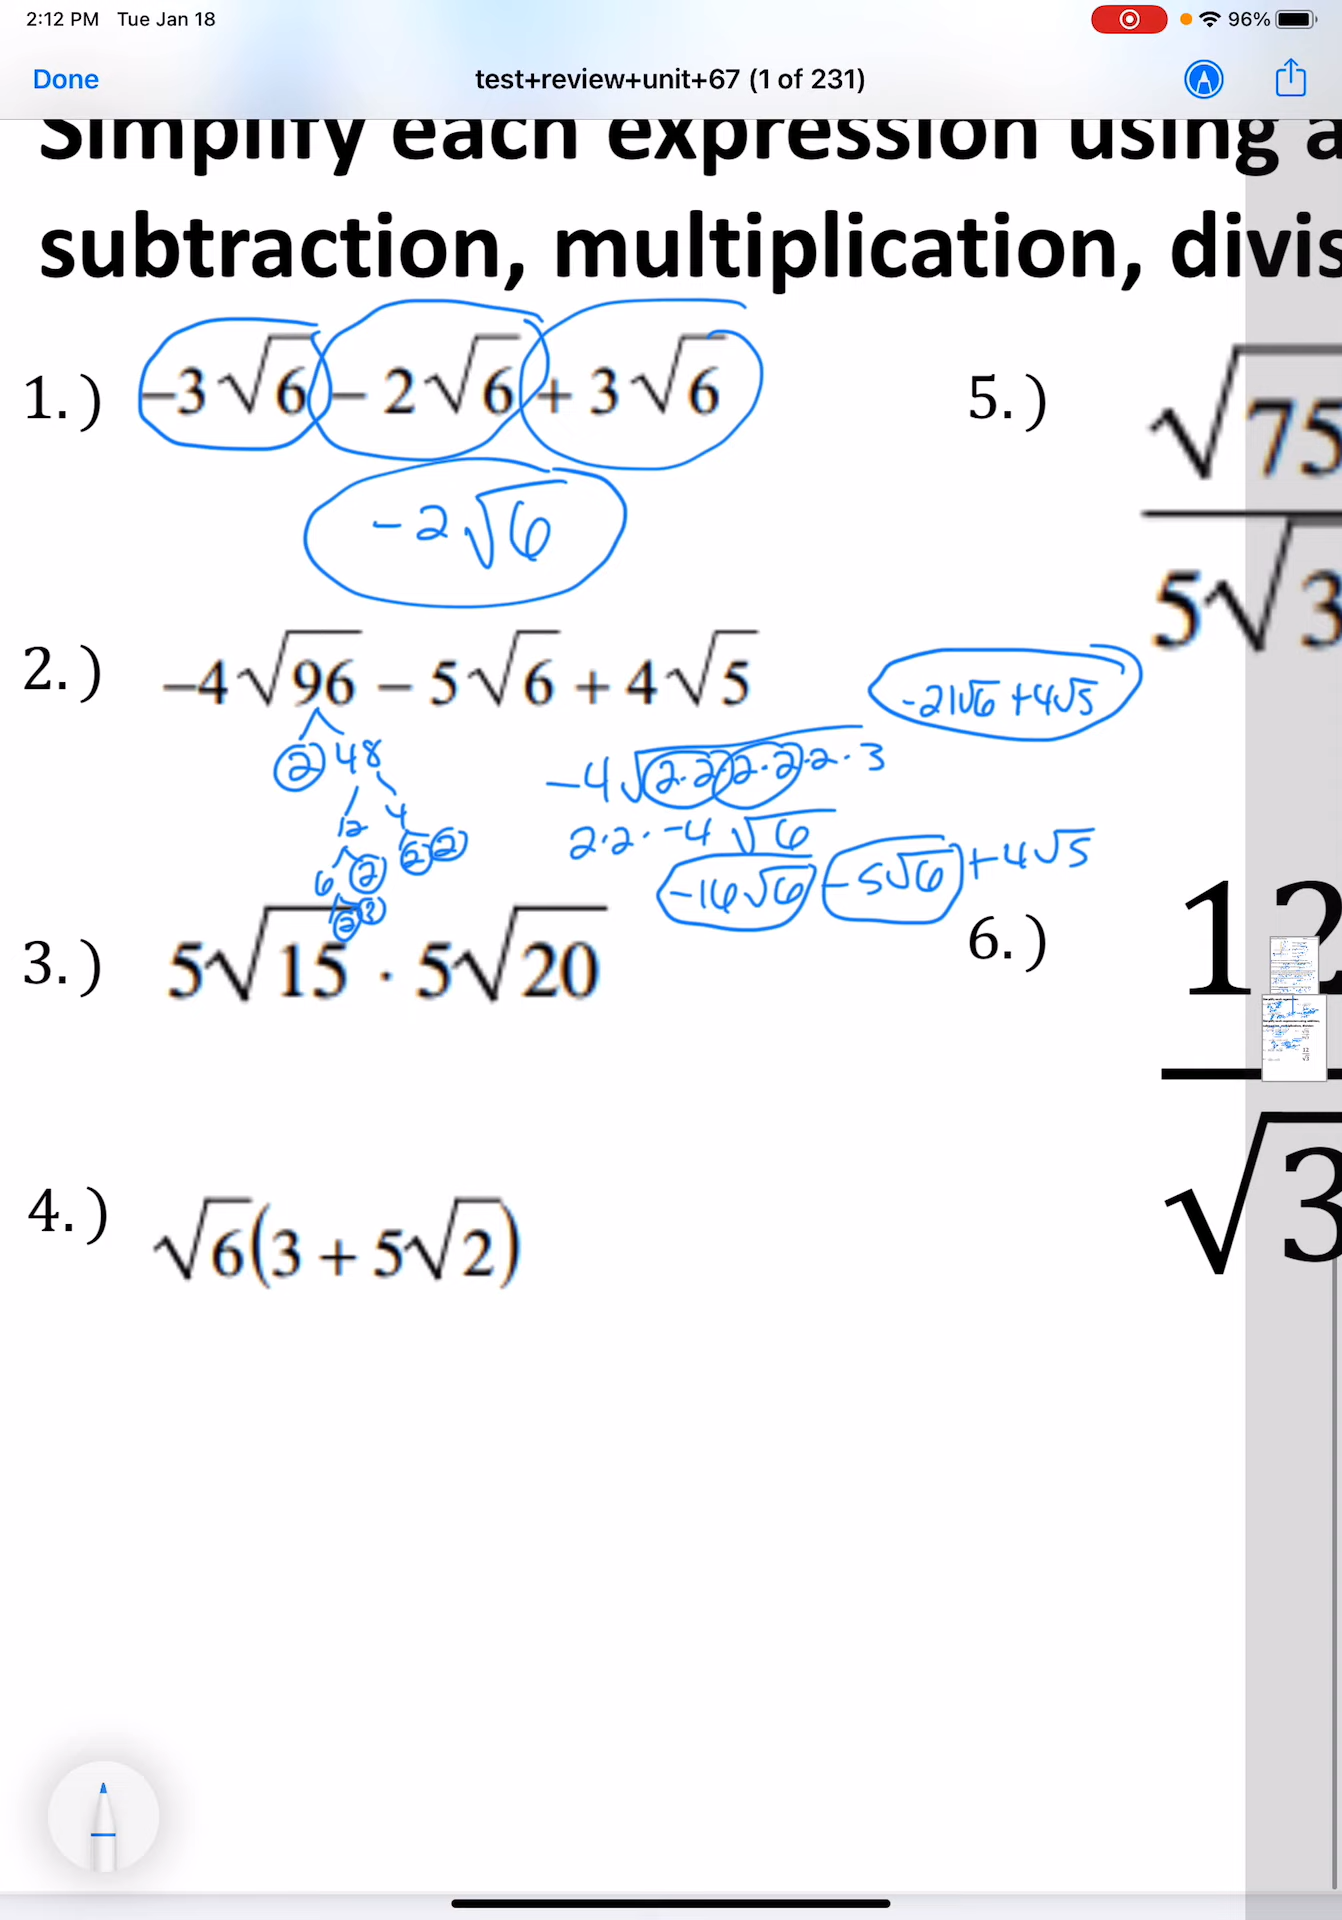 2:12 PM Tue Jan 18 96%
Done test+review+unit+67 (1 of 231)
Simplify each expression using a
subtraction, multiplication, divis
1.) −3√6 − 2√6 + 3√6
-2√6
5.) √75
5√3
2.) −4√96 − 5√6 + 4√5
-21√6 + 4√5
2 48
-4√2·2·2·2·2·3
12 4
2·2·-4√6
6 2 2 2
-16√6 - 5√6 + 4√5
2 3
3.) 5√15 · 5√20
6.) 12
√3
4.) √6(3 + 5√2)